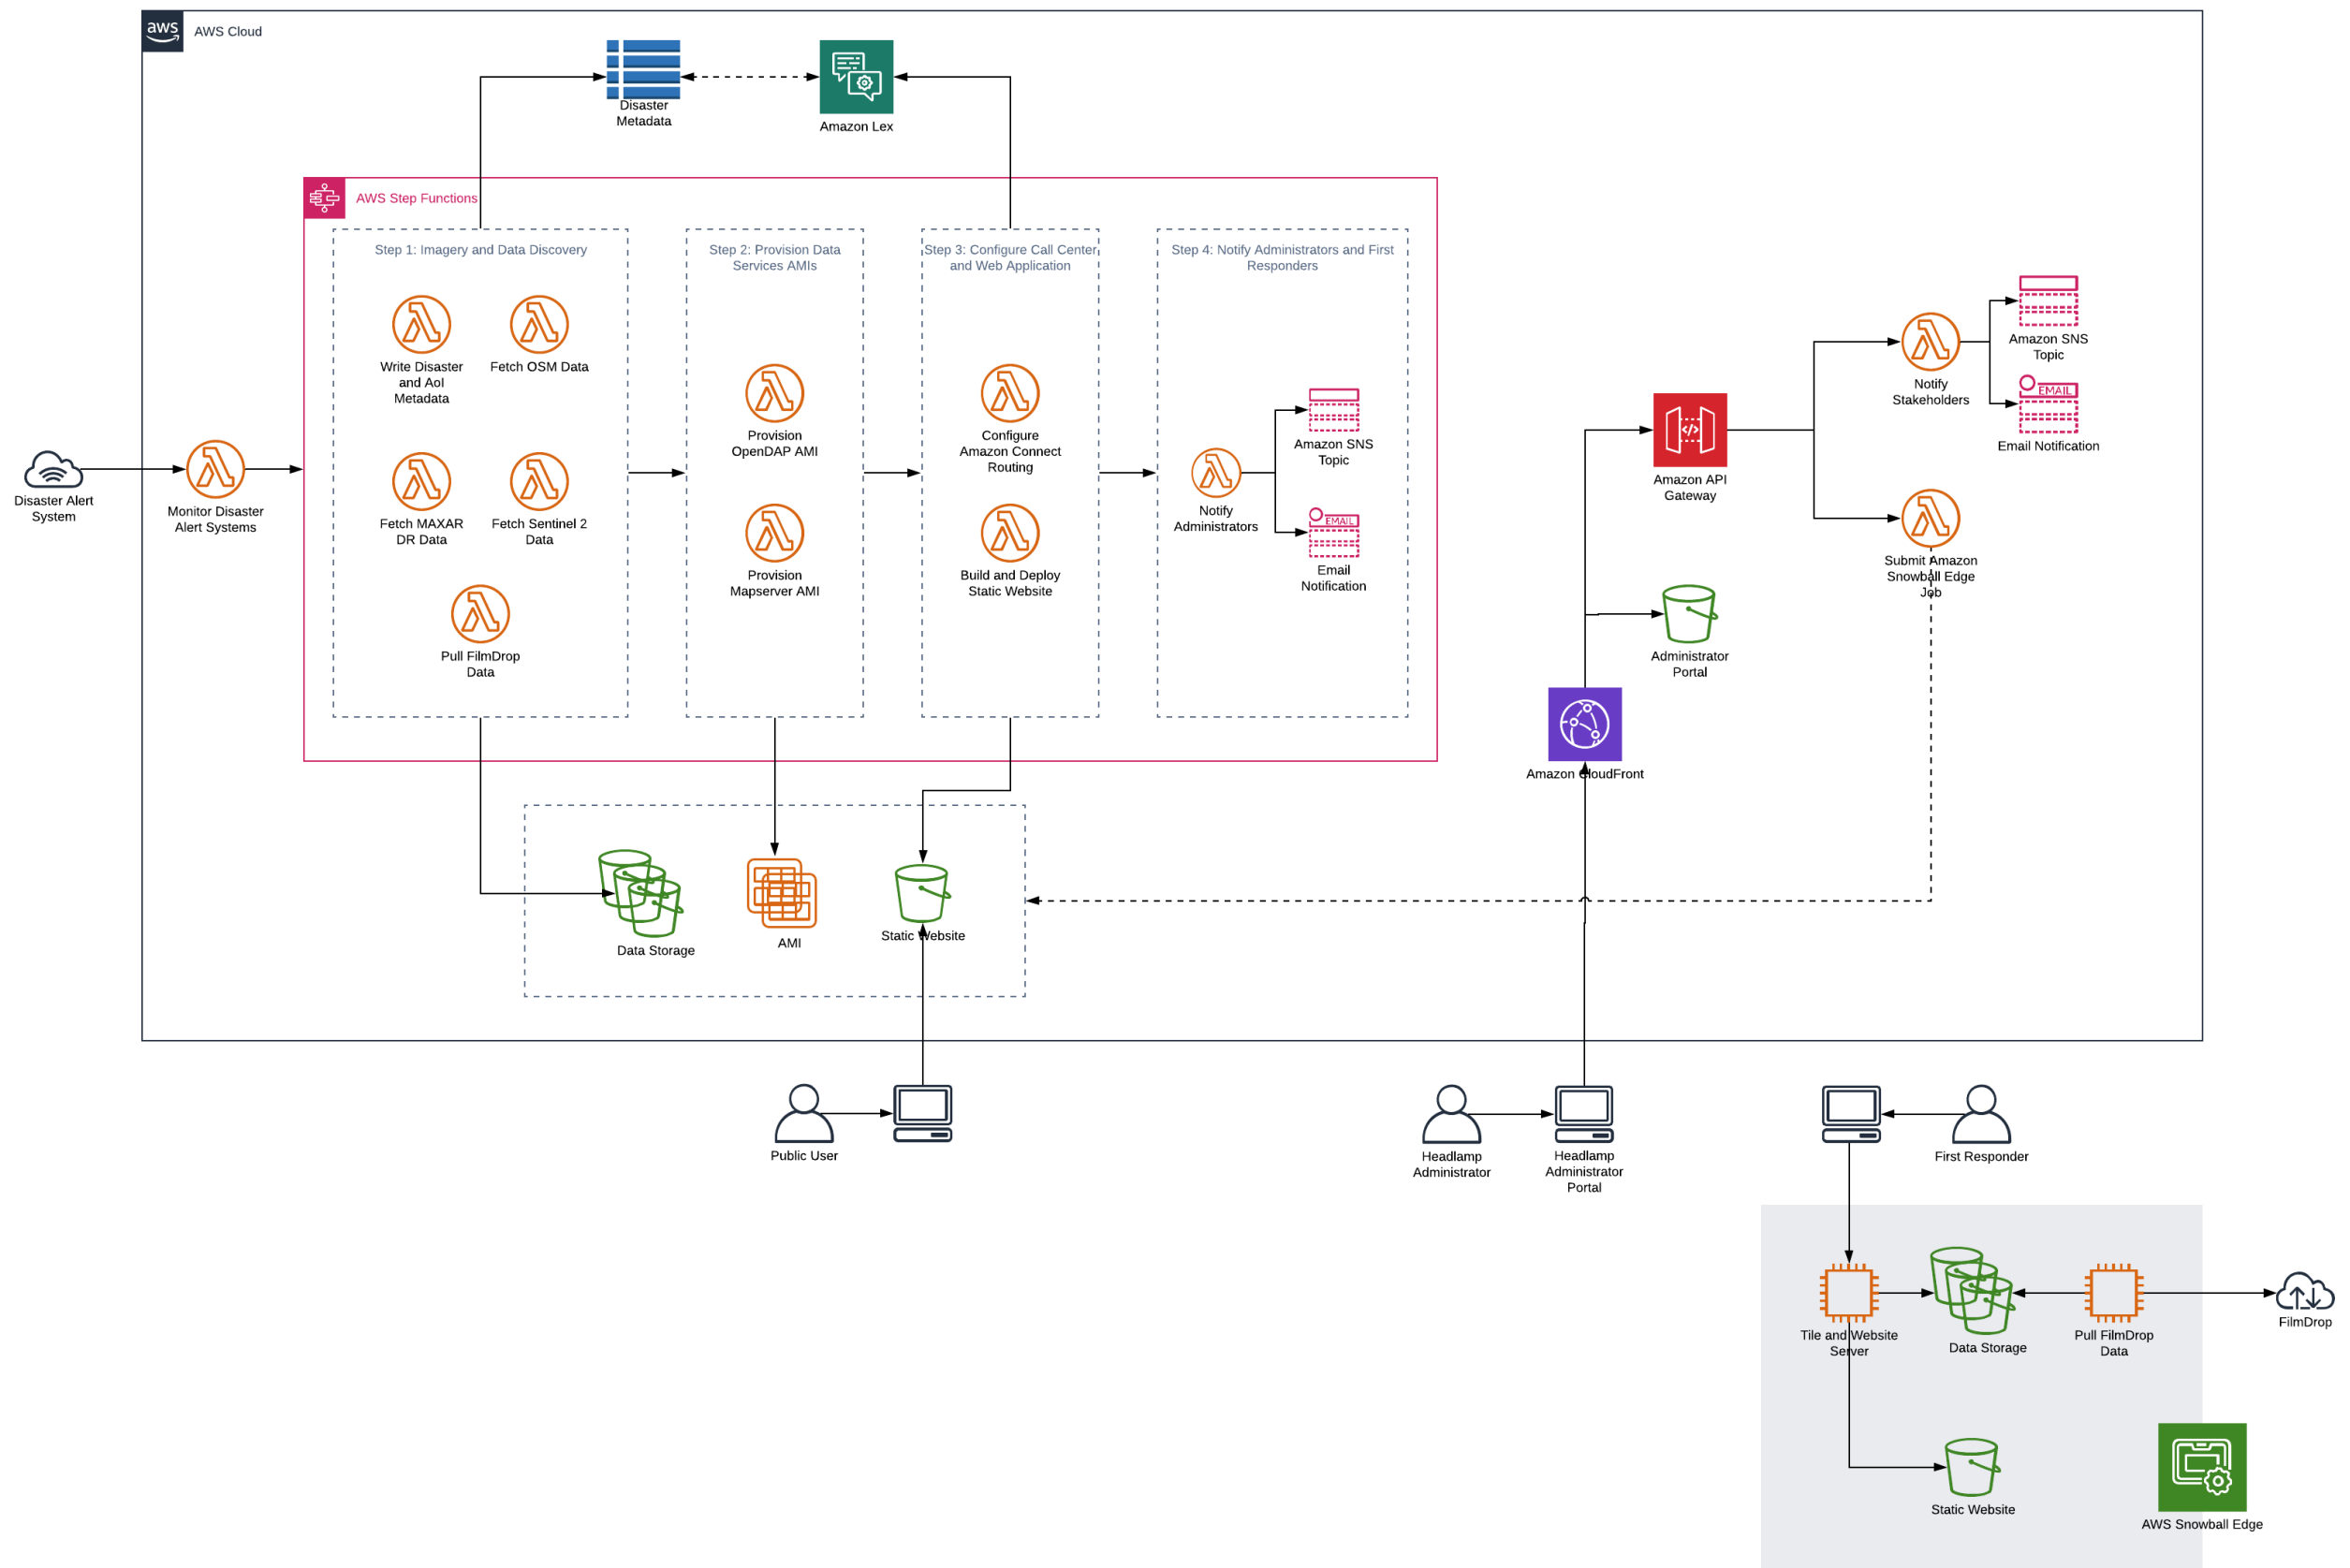 aws
AWS Cloud
Disaster
Metadata
Amazon Lex
AWS Step Functions
Step 1: Imagery and Data Discovery
Write Disaster
and AoI
Metadata
Fetch OSM Data
Fetch MAXAR
DR Data
Fetch Sentinel 2
Data
Pull FilmDrop
Data
Step 2: Provision Data
Services AMIs
Provision
OpenDAP AMI
Provision
Mapserver AMI
Step 3: Configure Call Center
and Web Application
Configure
Amazon Connect
Routing
Build and Deploy
Static Website
Step 4: Notify Administrators and First
Responders
Notify
Administrators
Amazon SNS
Topic
EMAIL
Email
Notification
Disaster Alert
System
Monitor Disaster
Alert Systems
Amazon API
Gateway
Notify
Stakeholders
Amazon SNS
Topic
EMAIL
Email Notification
Submit Amazon
Snowball Edge
Job
Administrator
Portal
Amazon CloudFront
Data Storage
AMI
Static Website
Public User
Headlamp
Administrator
Headlamp
Administrator
Portal
First Responder
Tile and Website
Server
Data Storage
Pull FilmDrop
Data
FilmDrop
Static Website
AWS Snowball Edge